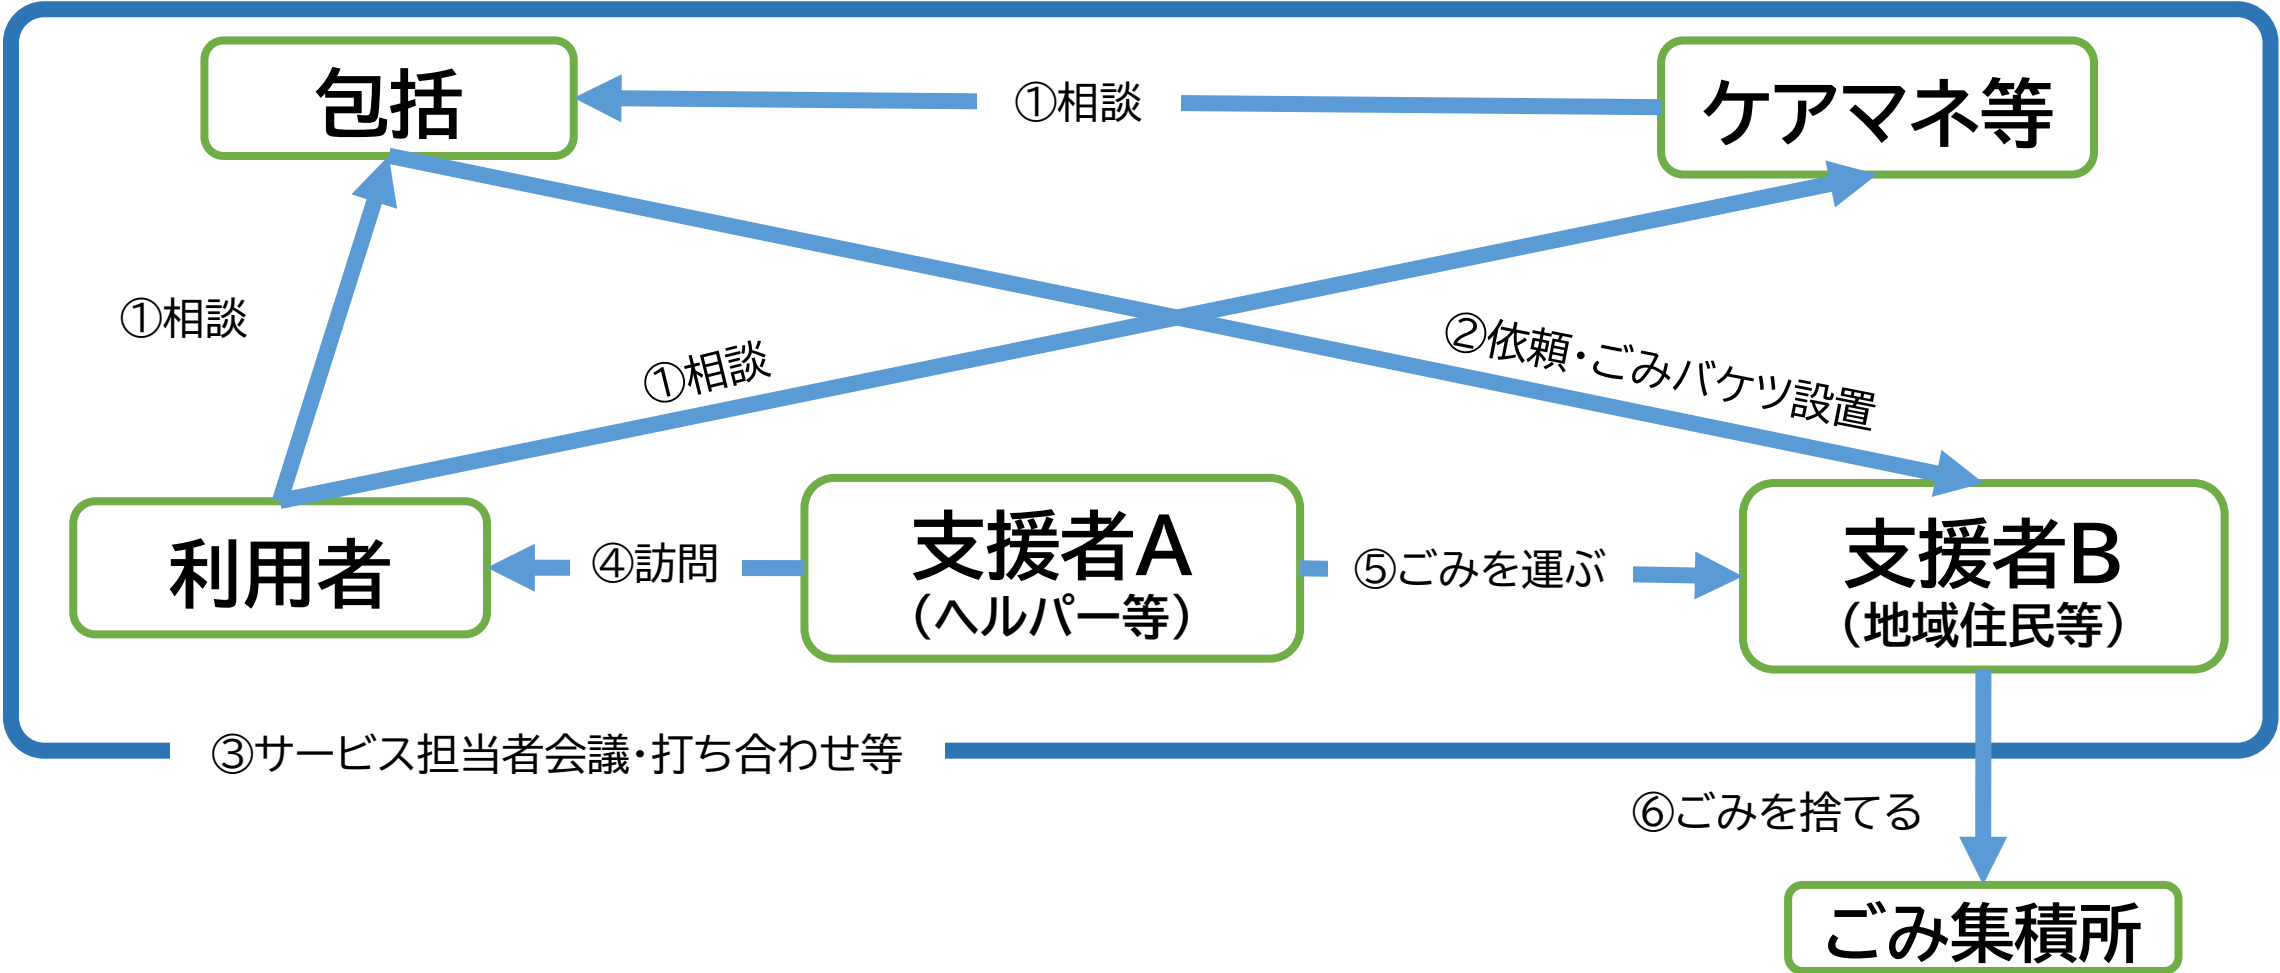 包括
①相談
ケアマネ等
①相談
①相談
②依頼・ごみバケツ設置
利用者
④訪問
支援者A
（ヘルパー等）
⑤ごみを運ぶ
支援者B
（地域住民等）
③サービス担当者会議・打ち合わせ等
⑥ごみを捨てる
ごみ集積所